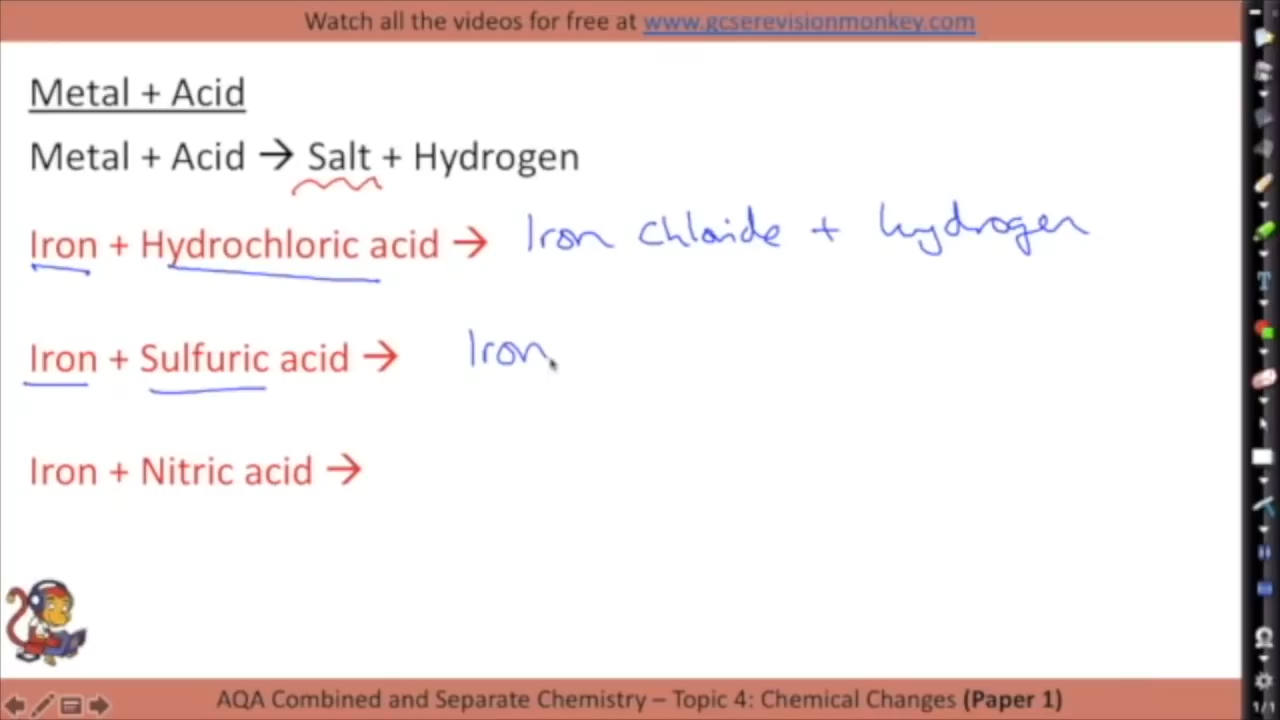 Watch all the videos for free at www.gcserevisionmonkey.com
Metal + Acid
Metal + Acid → Salt + Hydrogen
Iron + Hydrochloric acid → Iron chloride + hydrogen
Iron + Sulfuric acid → Iron
Iron + Nitric acid →
AQA Combined and Separate Chemistry – Topic 4: Chemical Changes (Paper 1)
1/1